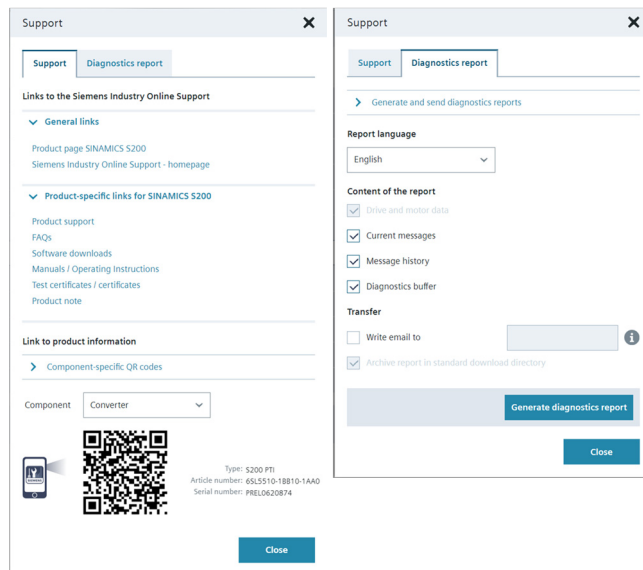 Support
Support
Diagnostics report
Links to the Siemens Industry Online Support
General links
Product page SINAMICS S200
Siemens Industry Online Support - homepage
Product-specific links for SINAMICS S200
Product support
FAQs
Software downloads
Manuals / Operating Instructions
Test certificates / certificates
Product note
Link to product information
Component-specific QR codes
Component
Converter
Type: S200 PTI
Article number: 6SL5510-1BB10-1AA0
Serial number: PREL0620874
Close
Support
Support
Diagnostics report
Generate and send diagnostics reports
Report language
English
Content of the report
Drive and motor data
Current messages
Message history
Diagnostics buffer
Transfer
Write email to
Archive report in standard download directory
Generate diagnostics report
Close